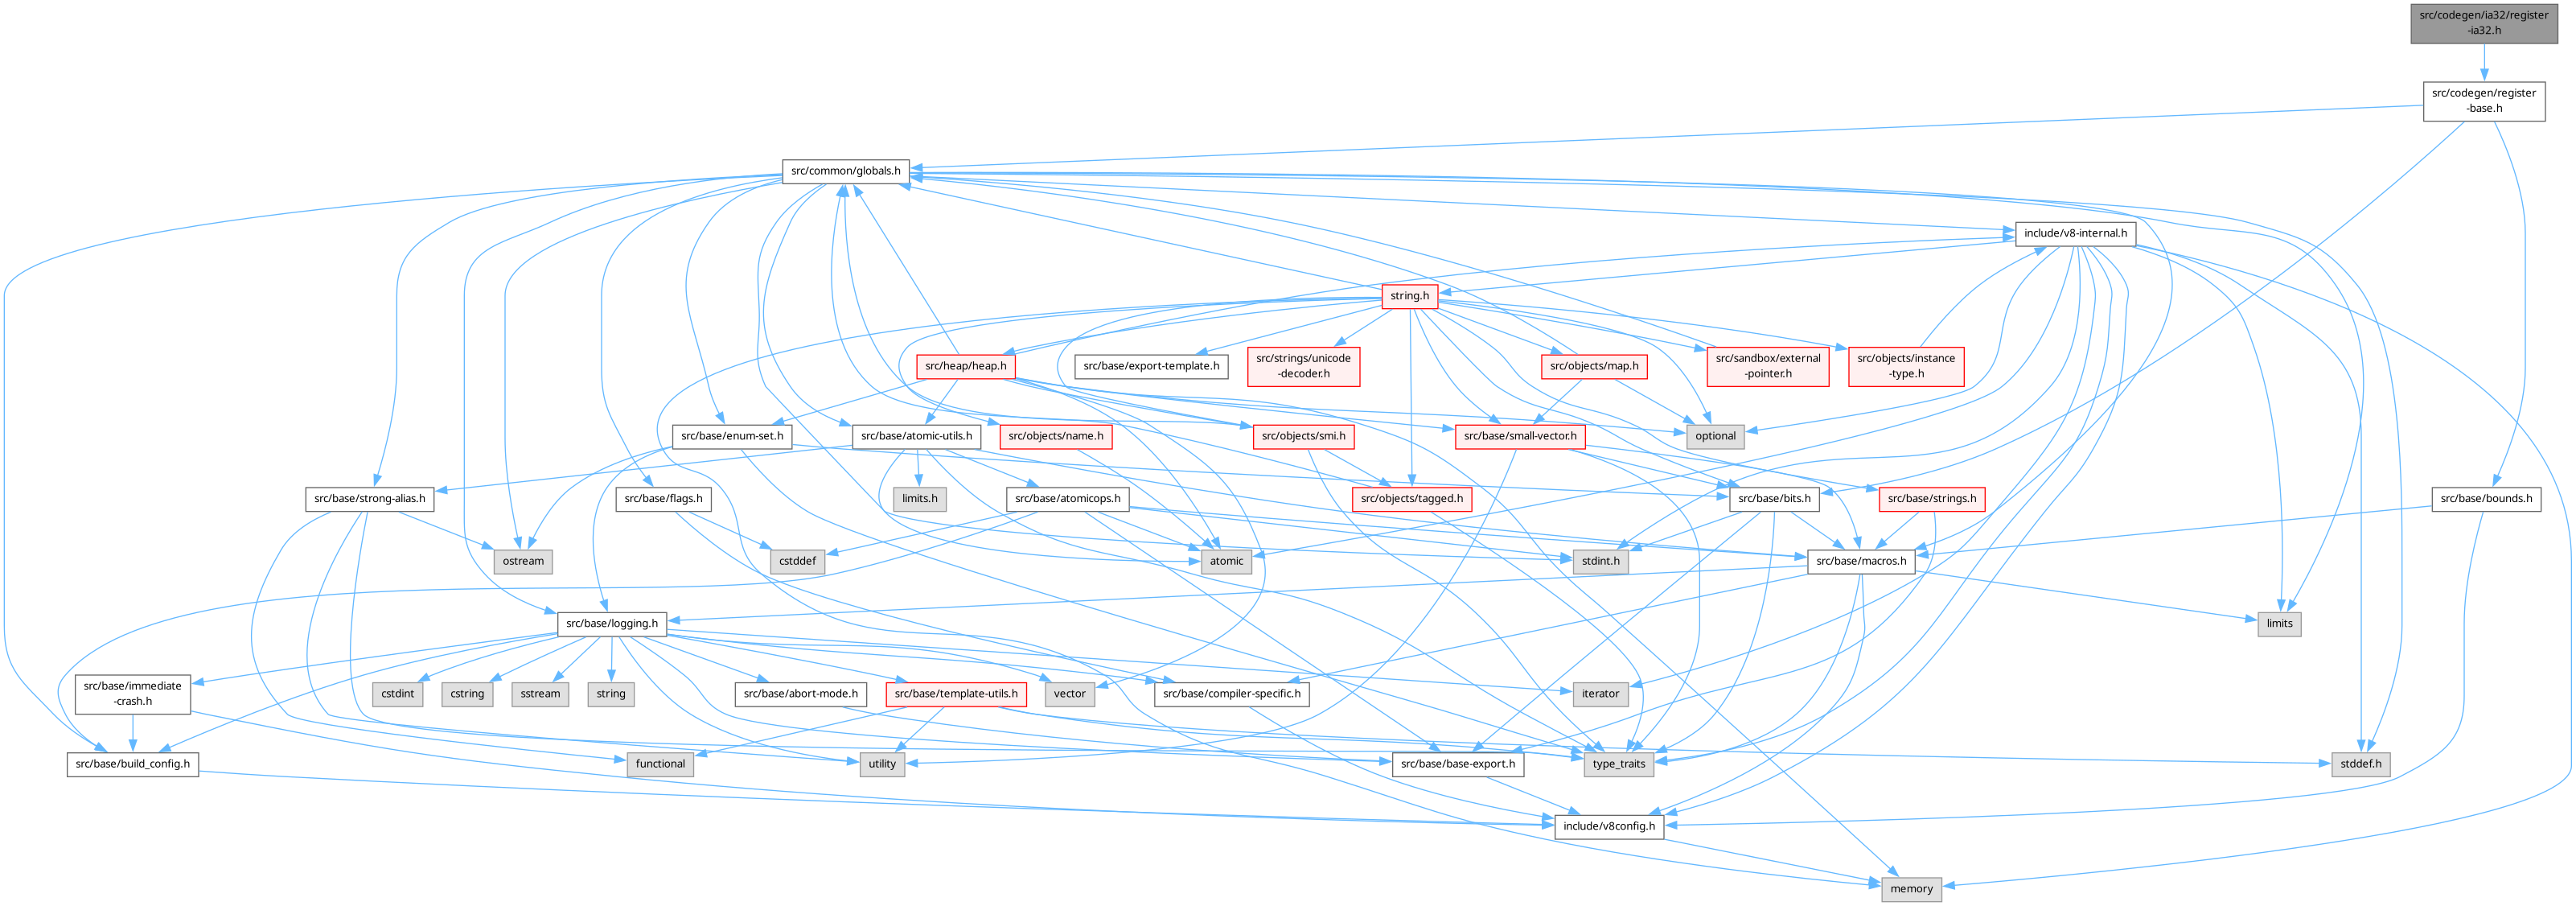 src/codegen/ia32/register
-ia32.h
src/codegen/register
-base.h
src/common/globals.h
include/v8-internal.h
string.h
src/heap/heap.h
src/base/export-template.h
src/strings/unicode
-decoder.h
src/objects/map.h
src/sandbox/external
-pointer.h
src/objects/instance
-type.h
src/base/enum-set.h
src/base/atomic-utils.h
src/objects/name.h
src/objects/smi.h
src/base/small-vector.h
optional
src/base/strong-alias.h
src/base/flags.h
limits.h
src/base/atomicops.h
src/objects/tagged.h
src/base/bits.h
src/base/strings.h
src/base/bounds.h
ostream
cstddef
atomic
stdint.h
src/base/macros.h
src/base/logging.h
limits
src/base/immediate
-crash.h
cstdint
cstring
sstream
string
src/base/abort-mode.h
src/base/template-utils.h
vector
src/base/compiler-specific.h
iterator
src/base/build_config.h
functional
utility
src/base/base-export.h
type_traits
stddef.h
include/v8config.h
memory